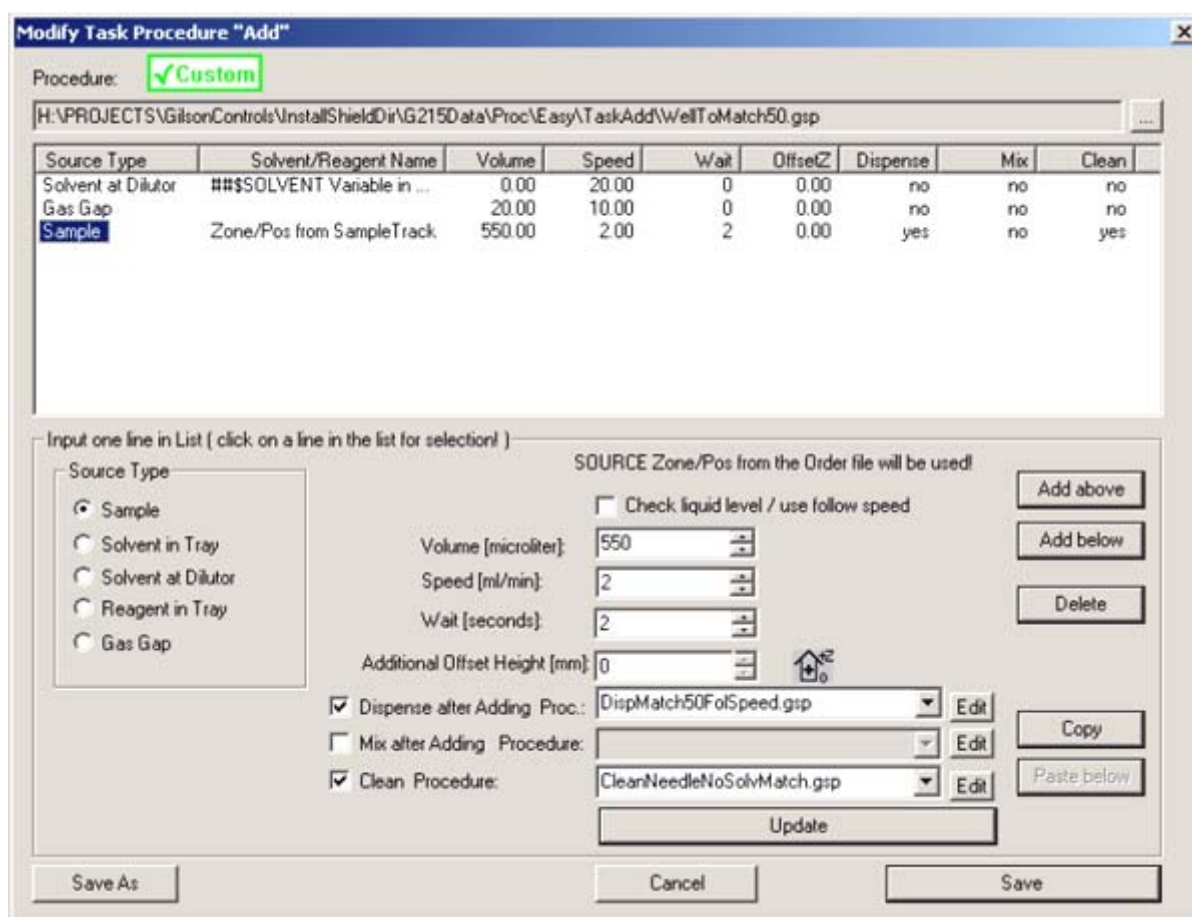 Modify Task Procedure "Add"
Procedure: ✓Custom
H:\PROJECTS\GilsonControls\InstallShieldDir\G215Data\Proc\Easy\TaskAdd\WellToMatch50.gsp ...
Source Type Solvent/Reagent Name Volume Speed Wait OffsetZ Dispense Mix Clean
Solvent at Dilutor ##$SOLVENT Variable in ... 0.00 20.00 0 0.00 no no no
Gas Gap 20.00 10.00 0 0.00 no no no
Sample Zone/Pos from SampleTrack 550.00 2.00 2 0.00 yes no yes
Input one line in List ( click on a line in the list for selection! )
Source Type
Sample
Solvent in Tray
Solvent at Dilutor
Reagent in Tray
Gas Gap
SOURCE Zone/Pos from the Order file will be used!
Check liquid level / use follow speed
Volume [microliter]: 550
Speed [ml/min]: 2
Wait [seconds]: 2
Additional Offset Height [mm]: 0 +Z 0
Dispense after Adding Proc.: DispMatch50FolSpeed.gsp Edit
Mix after Adding Procedure: Edit
Clean Procedure: CleanNeedleNoSolvMatch.gsp Edit
Update
Add above
Add below
Delete
Copy
Paste below
Save As Cancel Save